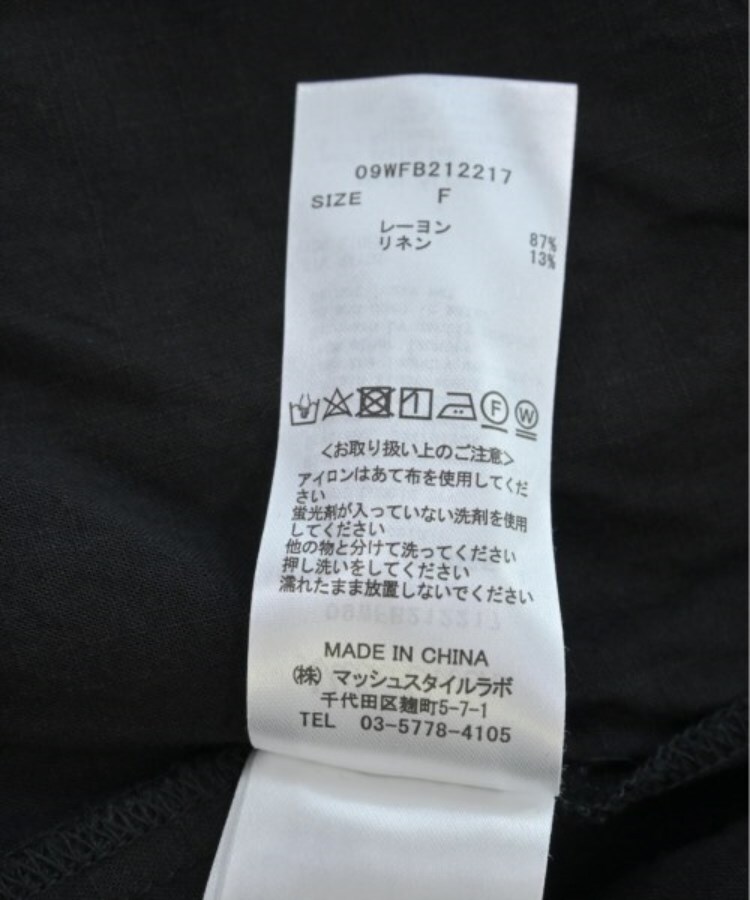 09WFB212217
SIZE F
レーヨン 87%
リネン 13%
F W
<お取り扱い上のご注意>
アイロンはあて布を使用してくだ
さい
蛍光剤が入っていない洗剤を使用
してください
他の物と分けて洗ってください
押し洗いをしてください
濡れたまま放置しないでください
MADE IN CHINA
(株) マッシュスタイルラボ
千代田区麹町5-7-1
TEL 03-5778-4105